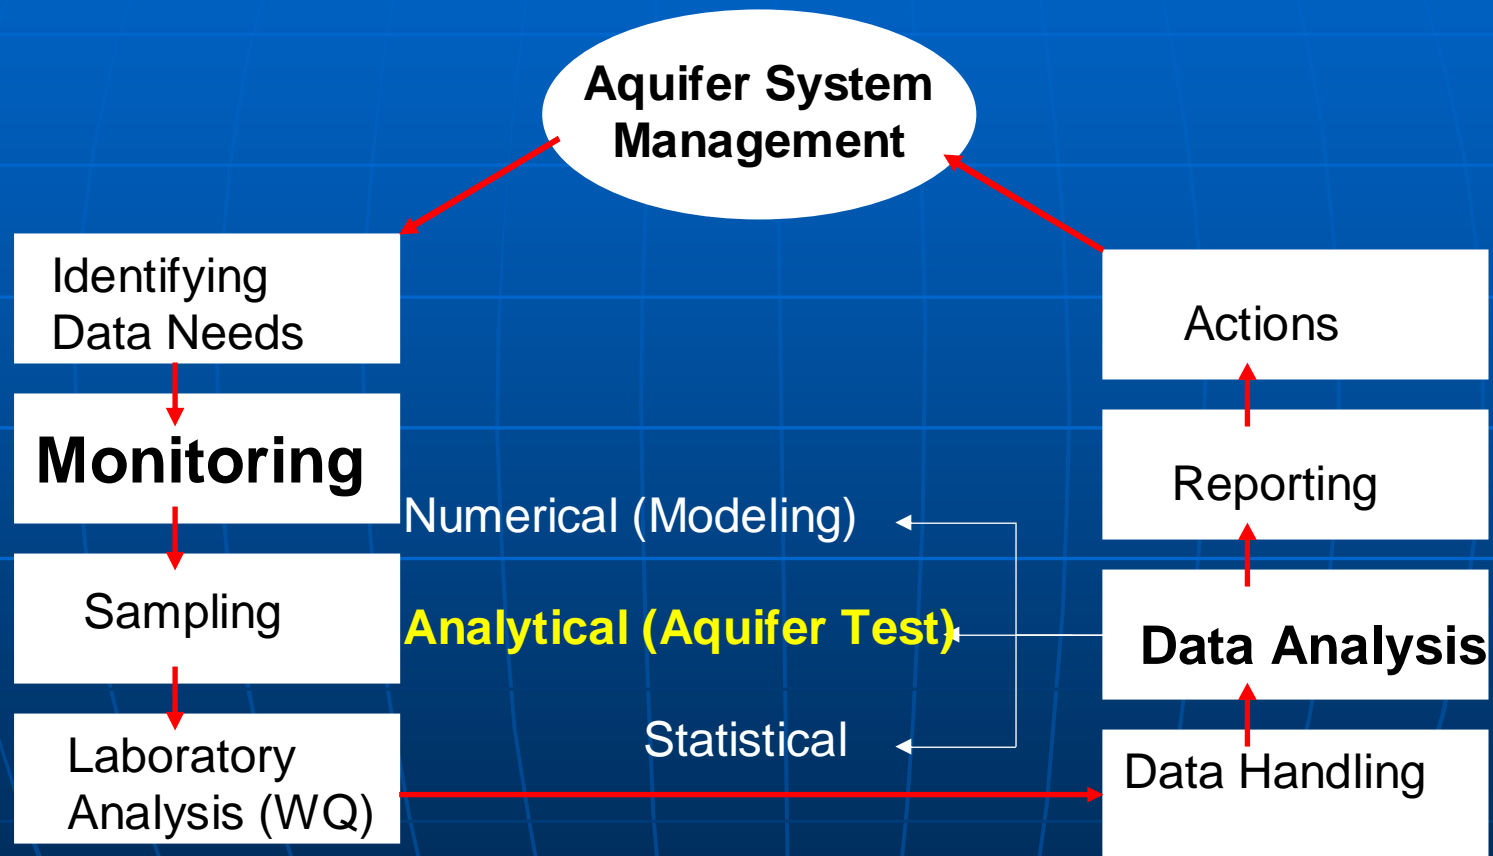 Aquifer System
Management
Identifying
Data Needs
Monitoring
Sampling
Laboratory
Analysis (WQ)
Numerical (Modeling)
Analytical (Aquifer Test)
Statistical
Actions
Reporting
Data Analysis
Data Handling